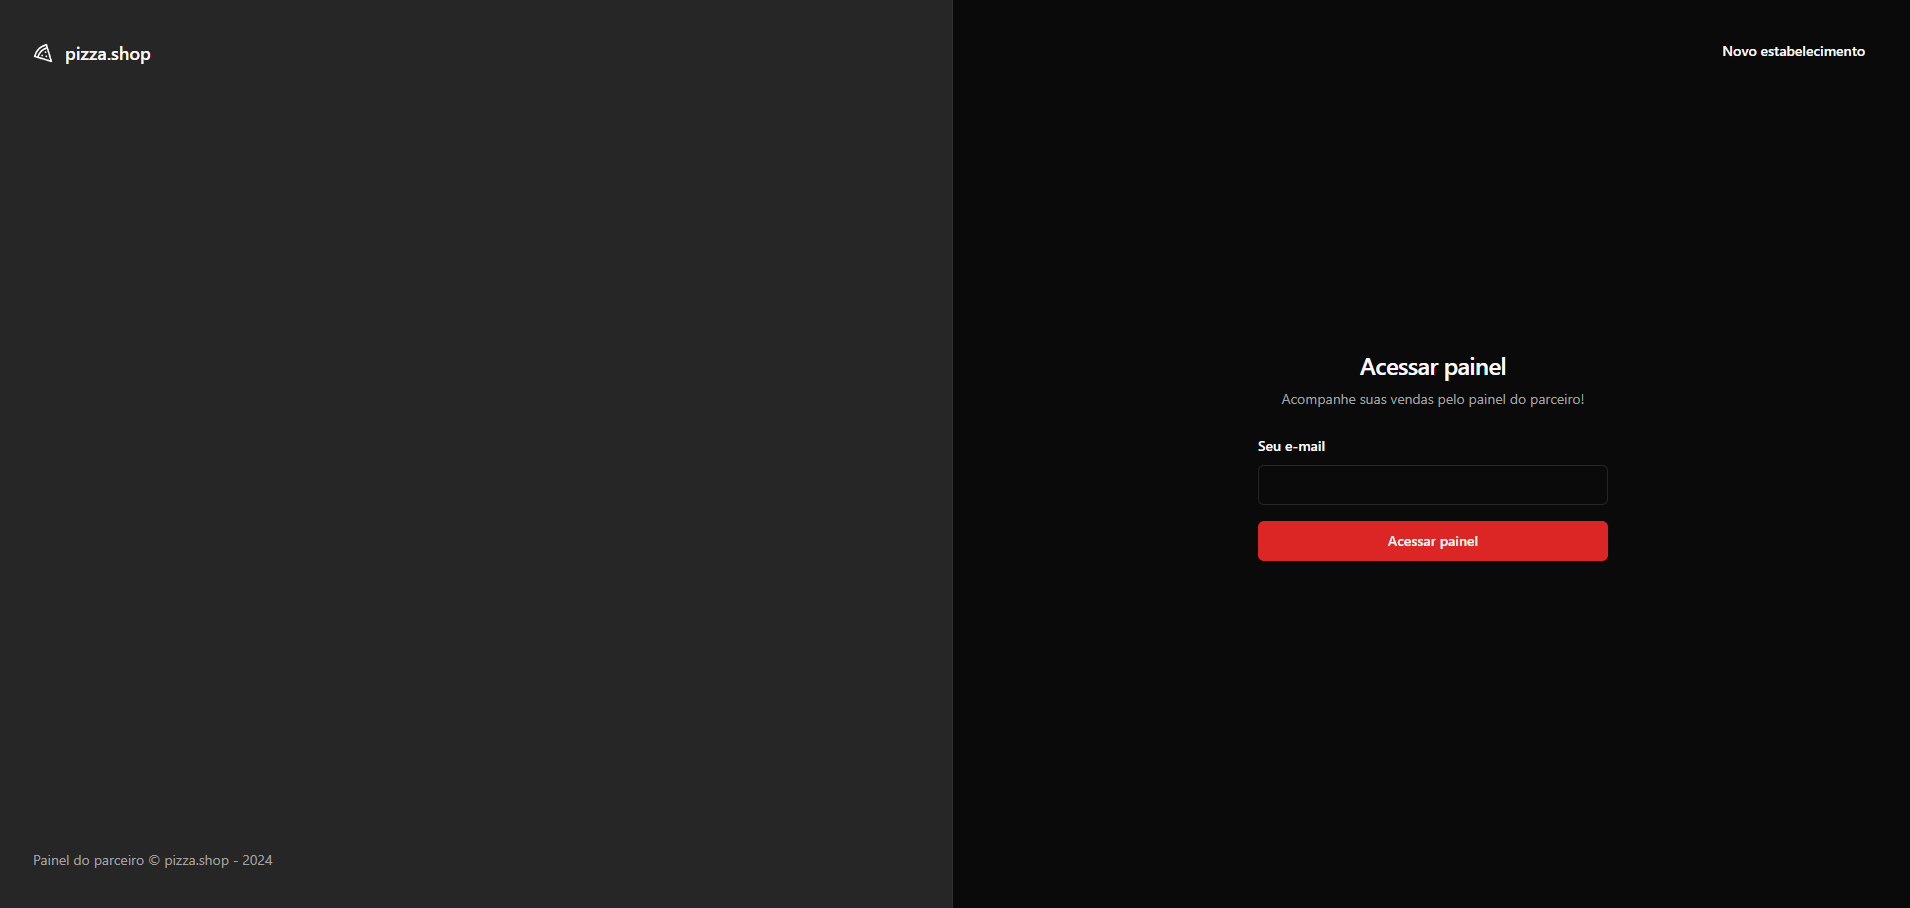 pizza.shop
Novo estabelecimento
Acessar painel
Acompanhe suas vendas pelo painel do parceiro!
Seu e-mail
Acessar painel
Painel do parceiro © pizza.shop - 2024